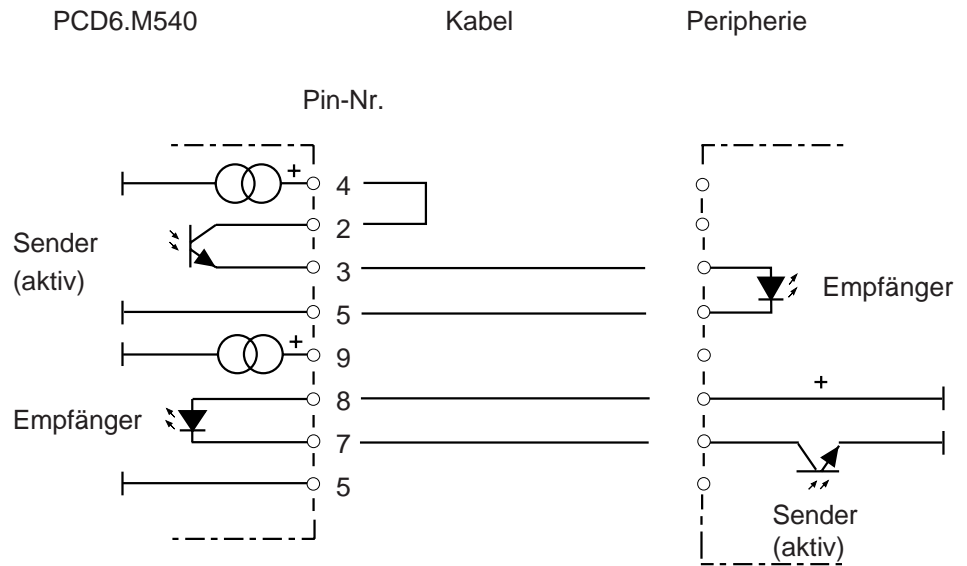 PCD6.M540 Kabel Peripherie
Pin-Nr.
+ 4
2
Sender
(aktiv)
3
Empfänger
5
+ 9
8 +
Empfänger
7
5
Sender
(aktiv)